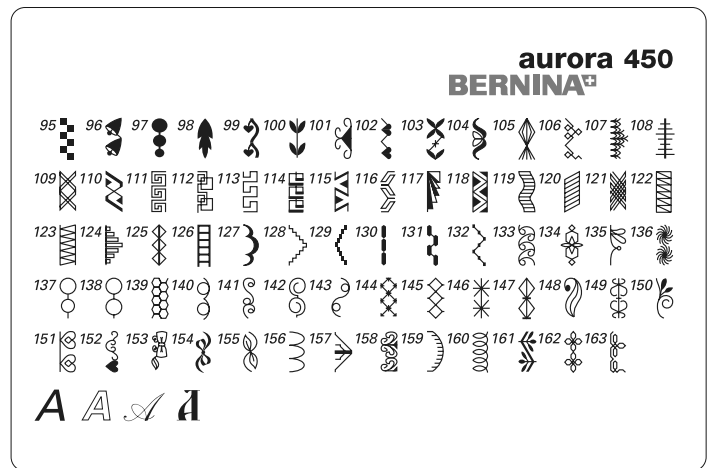 aurora 450
BERNINA
95 96 97 98 99 100 101 102 103 104 105 106 107 108
109 110 111 112 113 114 115 116 117 118 119 120 121 122
123 124 125 126 127 128 129 130 131 132 133 134 135 136
137 138 139 140 141 142 143 144 145 146 147 148 149 150
151 152 153 154 155 156 157 158 159 160 161 162 163
A A A A